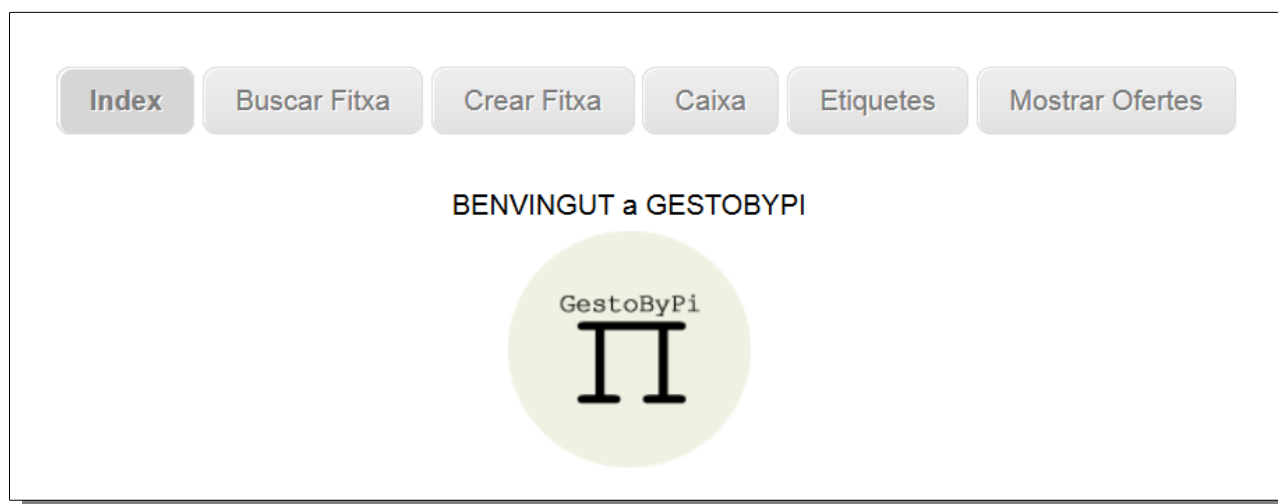 Index Buscar Fitxa Crear Fitxa Caixa Etiquetes Mostrar Ofertes
BENVINGUT a GESTOBYPI
GestoByPi
Π